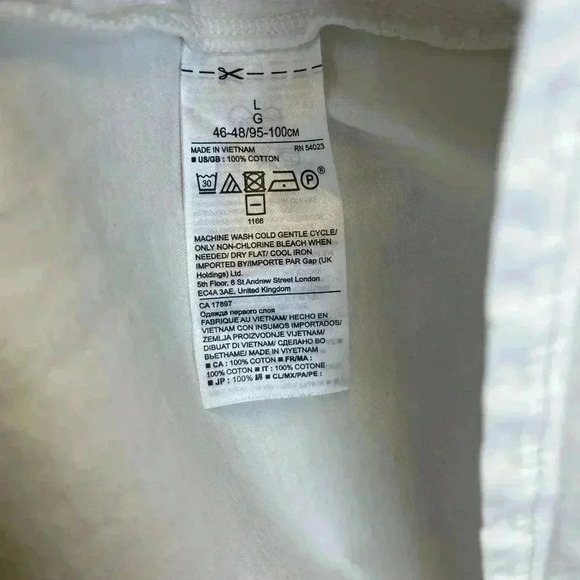 L
G
46-48/95-100CM
MADE IN VIETNAM RN 54023
■ US/GB : 100% COTTON
30 P
1166
MACHINE WASH COLD GENTLE CYCLE/
ONLY NON-CHLORINE BLEACH WHEN
NEEDED/ DRY FLAT/ COOL IRON
IMPORTED BY/IMPORTE PAR Gap (UK
Holdings) Ltd.
5th Floor, 6 St Andrew Street London
EC4A 3AE, United Kingdom
CA 17897
Одежда первого слоя
FABRIQUÉ AU VIETNAM/ HECHO EN
VIETNAM CON INSUMOS IMPORTADOS/
ZEMLJA PROIZVODNJE VIJETNAM/
DIBUAT DI VIETNAM/ СДЕЛАНО ВО
ВЬЕТНАМЕ/ MADE IN VIYETNAM
■ CA : 100% COTON ■ FR/MA :
100% COTON ■ IT : 100% COTONE
■ JP : 100% 綿 ■ CL/MX/PA/PE :